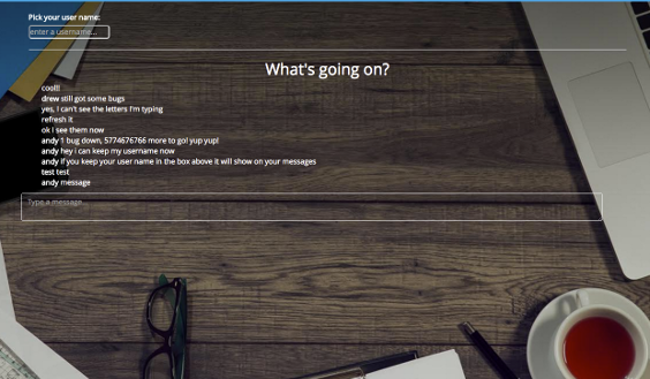 Pick your user name:
enter a username...
What's going on?
cool!!
drew still got some bugs
yes, i can't see the letters I'm typing
refresh it
ok i see them now
andy 1 bug down, 5774676766 more to go! yup yup!
andy hey i can keep my username now
andy if you keep your user name in the box above it will show on your messages
test test
andy message
Type a message...